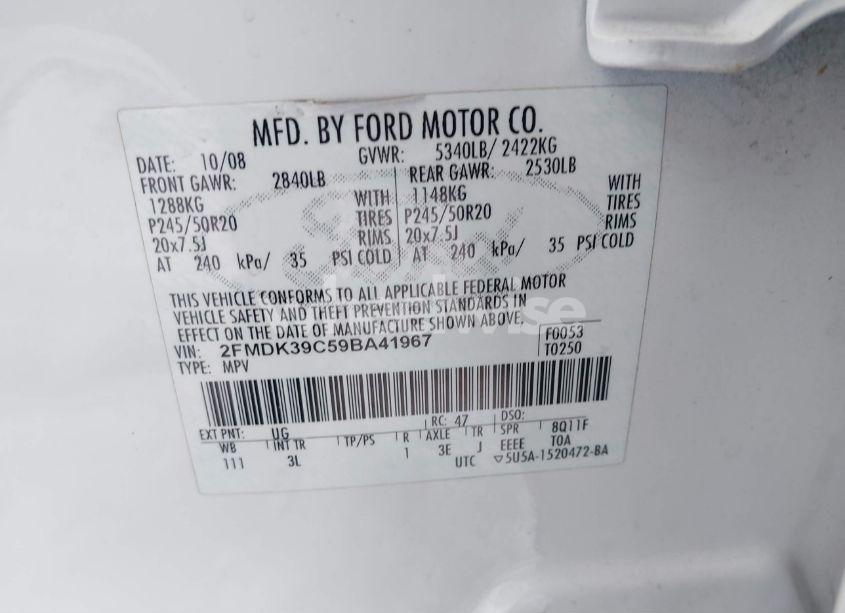 MFD. BY FORD MOTOR CO.
DATE: 10/08 GVWR: 5340LB/ 2422KG
FRONT GAWR: 2840LB REAR GAWR: 2530LB
1288KG WITH 1148KG WITH
P245/50R20 TIRES P245/50R20 TIRES
20x7.5J RIMS 20x7.5J RIMS
AT 240 kPa/ 35 PSI COLD AT 240 kPa/ 35 PSI COLD
THIS VEHICLE CONFORMS TO ALL APPLICABLE FEDERAL MOTOR
VEHICLE SAFETY AND THEFT PREVENTION STANDARDS IN
EFFECT ON THE DATE OF MANUFACTURE SHOWN ABOVE.
VIN: 2FMDK39C59BA41967 F0053
TYPE: MPV T0250
EXT PNT: UG RC: 47 DSO:
WB INT TR TP/PS R AXLE TR SPR 8Q11F
111 3L 1 3E J EEEE TOA
UTC ▽5U5A-1520472-BA